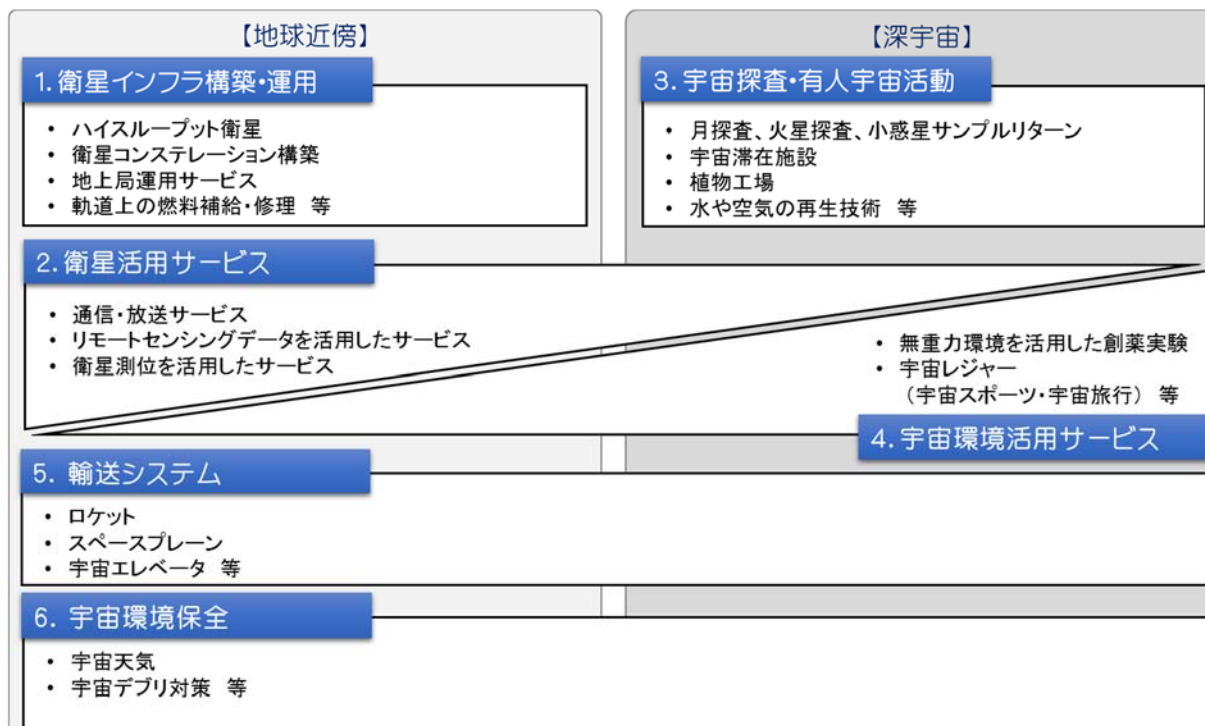 【地球近傍】
【深宇宙】
1.衛星インフラ構築・運用
• ハイスループット衛星
• 衛星コンステレーション構築
• 地上局運用サービス
• 軌道上の燃料補給・修理 等
3.宇宙探査・有人宇宙活動
• 月探査、火星探査、小惑星サンプルリターン
• 宇宙滞在施設
• 植物工場
• 水や空気の再生技術 等
2.衛星活用サービス
• 通信・放送サービス
• リモートセンシングデータを活用したサービス
• 衛星測位を活用したサービス
• 無重力環境を活用した創薬実験
• 宇宙レジャー
（宇宙スポーツ・宇宙旅行） 等
4.宇宙環境活用サービス
5. 輸送システム
• ロケット
• スペースプレーン
• 宇宙エレベータ 等
6. 宇宙環境保全
• 宇宙天気
• 宇宙デブリ対策 等